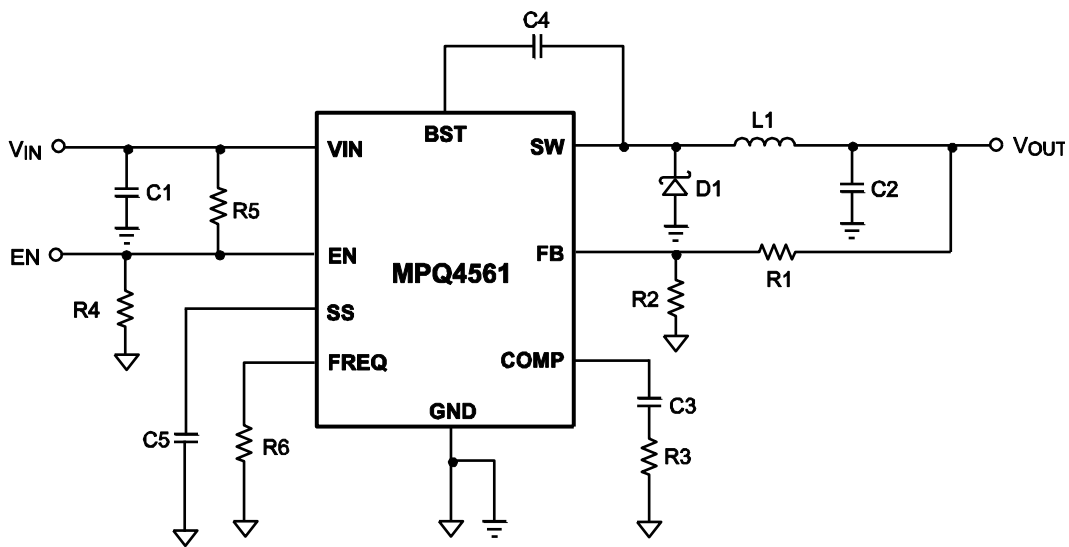 C4
BST
L1
VIN
VIN
SW
VOUT
C1
R5
D1
C2
EN
EN
FB
MPQ4561
R1
R4
R2
SS
FREQ
COMP
GND
C3
C5
R6
R3